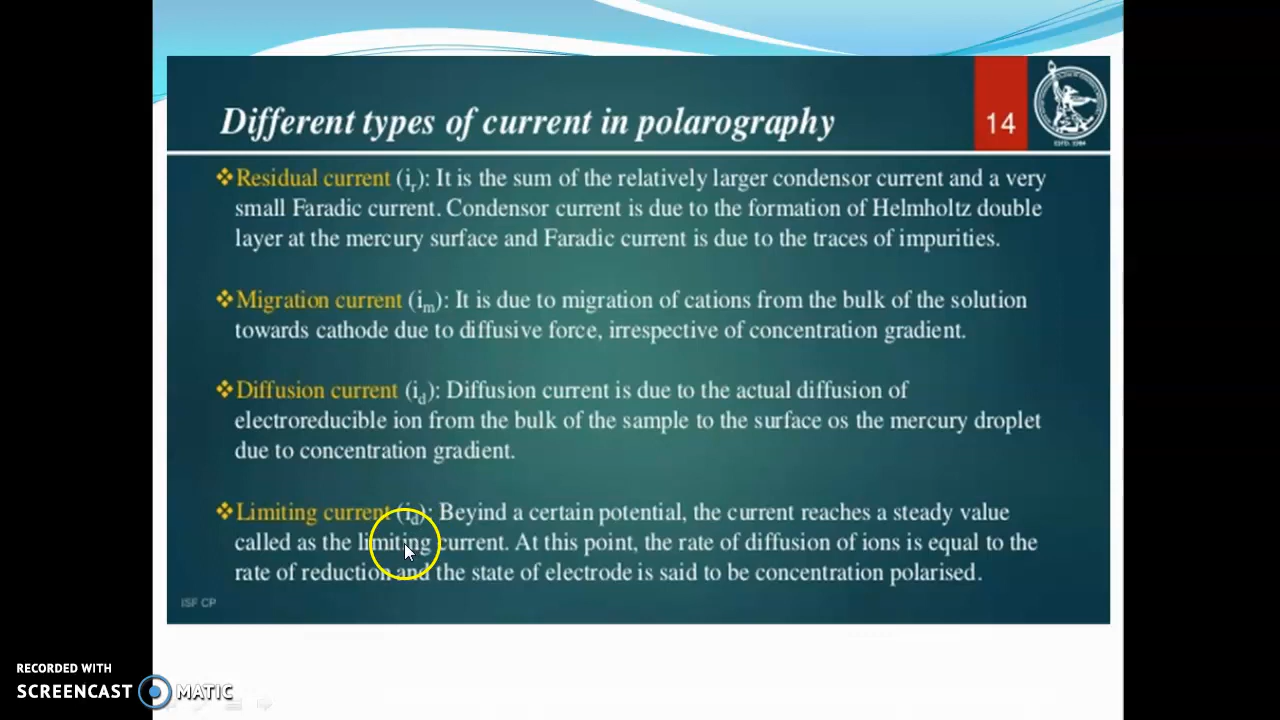 Different types of current in polarography
14
❖Residual current (ir): It is the sum of the relatively larger condensor current and a very
small Faradic current. Condensor current is due to the formation of Helmholtz double
layer at the mercury surface and Faradic current is due to the traces of impurities.
❖Migration current (im): It is due to migration of cations from the bulk of the solution
towards cathode due to diffusive force, irrespective of concentration gradient.
❖Diffusion current (id): Diffusion current is due to the actual diffusion of
electroreducible ion from the bulk of the sample to the surface os the mercury droplet
due to concentration gradient.
❖Limiting current (id): Beyind a certain potential, the current reaches a steady value
called as the limiting current. At this point, the rate of diffusion of ions is equal to the
rate of reduction and the state of electrode is said to be concentration polarised.
ISF CP
RECORDED WITH
SCREENCAST MATIC